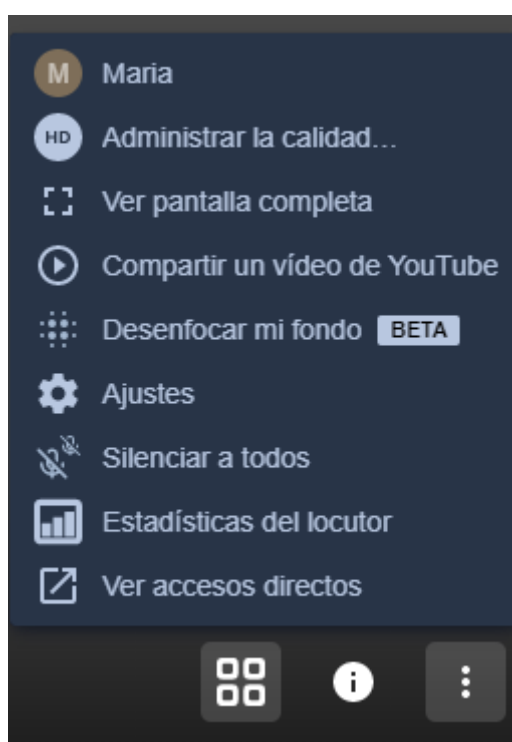 M Maria
HD Administrar la calidad...
Ver pantalla completa
Compartir un vídeo de YouTube
Desenfocar mi fondo BETA
Ajustes
Silenciar a todos
Estadísticas del locutor
Ver accesos directos